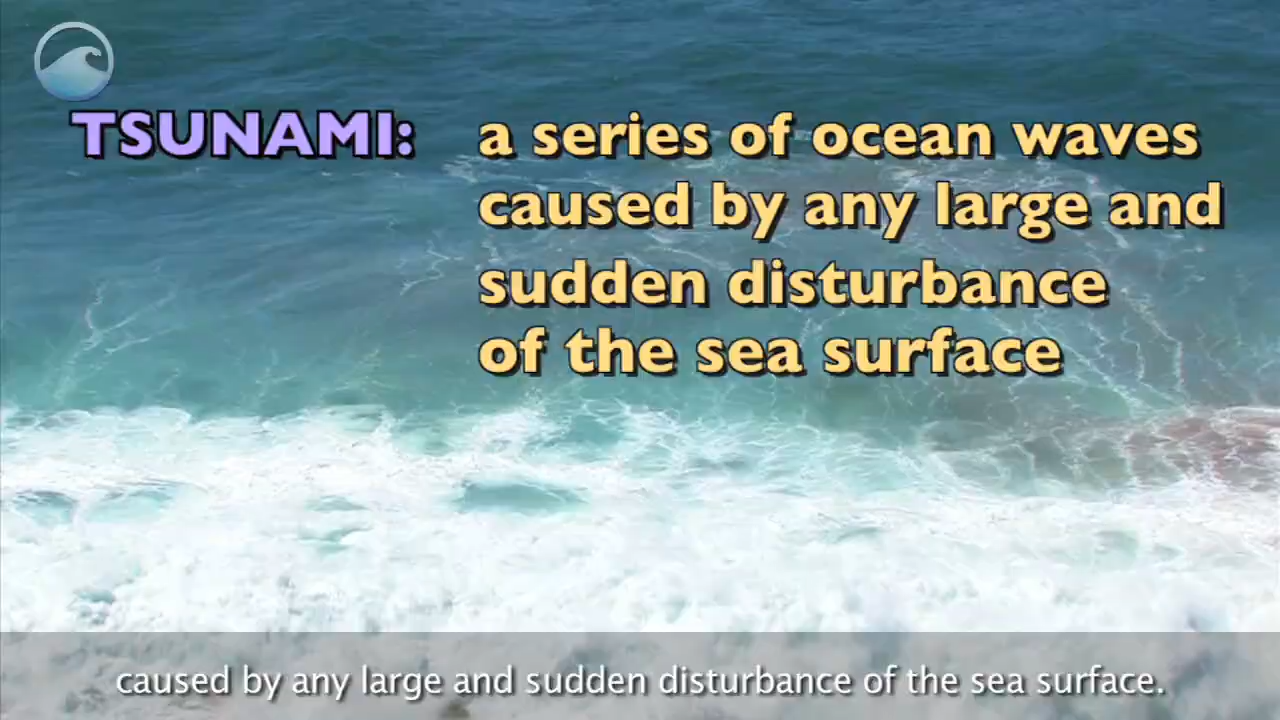 TSUNAMI: a series of ocean waves
caused by any large and
sudden disturbance
of the sea surface
caused by any large and sudden disturbance of the sea surface.